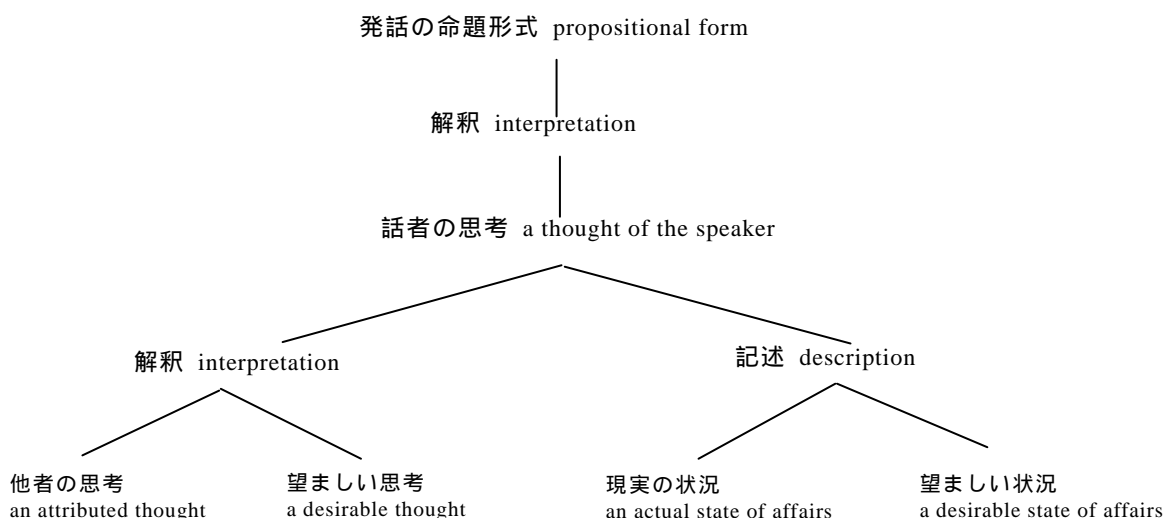 発話の命題形式 propositional form
解釈 interpretation
話者の思考 a thought of the speaker
解釈 interpretation
記述 description
他者の思考
an attributed thought
望ましい思考
a desirable thought
現実の状況
an actual state of affairs
望ましい状況
a desirable state of affairs